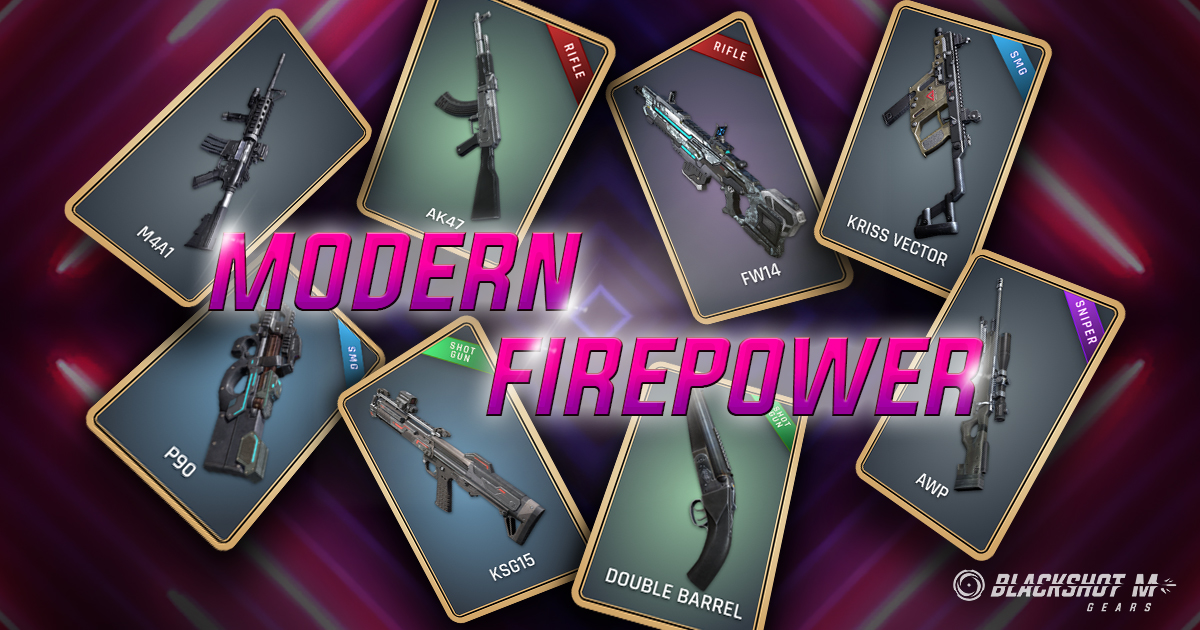 M4A1
RIFLE
AK47
RIFLE
FW14
SMG
KRISS VECTOR
MODERN
FIREPOWER
SMG
P90
SHOT
GUN
KSG15
SHOT
GUN
DOUBLE BARREL
SNIPER
AWP
BLACKSHOT M
GEARS